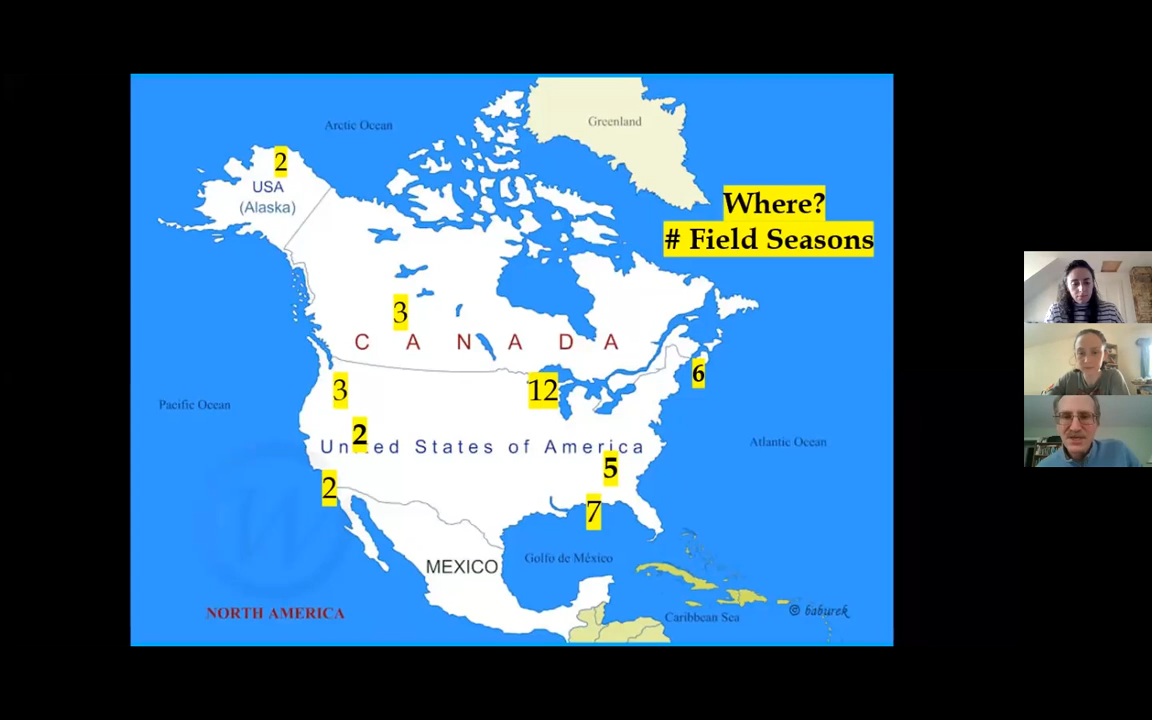 Arctic Ocean
Greenland
2
USA
(Alaska)
Where?
# Field Seasons
3
C A N A D A
3
12
6
Pacific Ocean
2
United States of America
Atlantic Ocean
5
2
7
MEXICO
Golfo de México
NORTH AMERICA
Caribbean Sea
© baburek